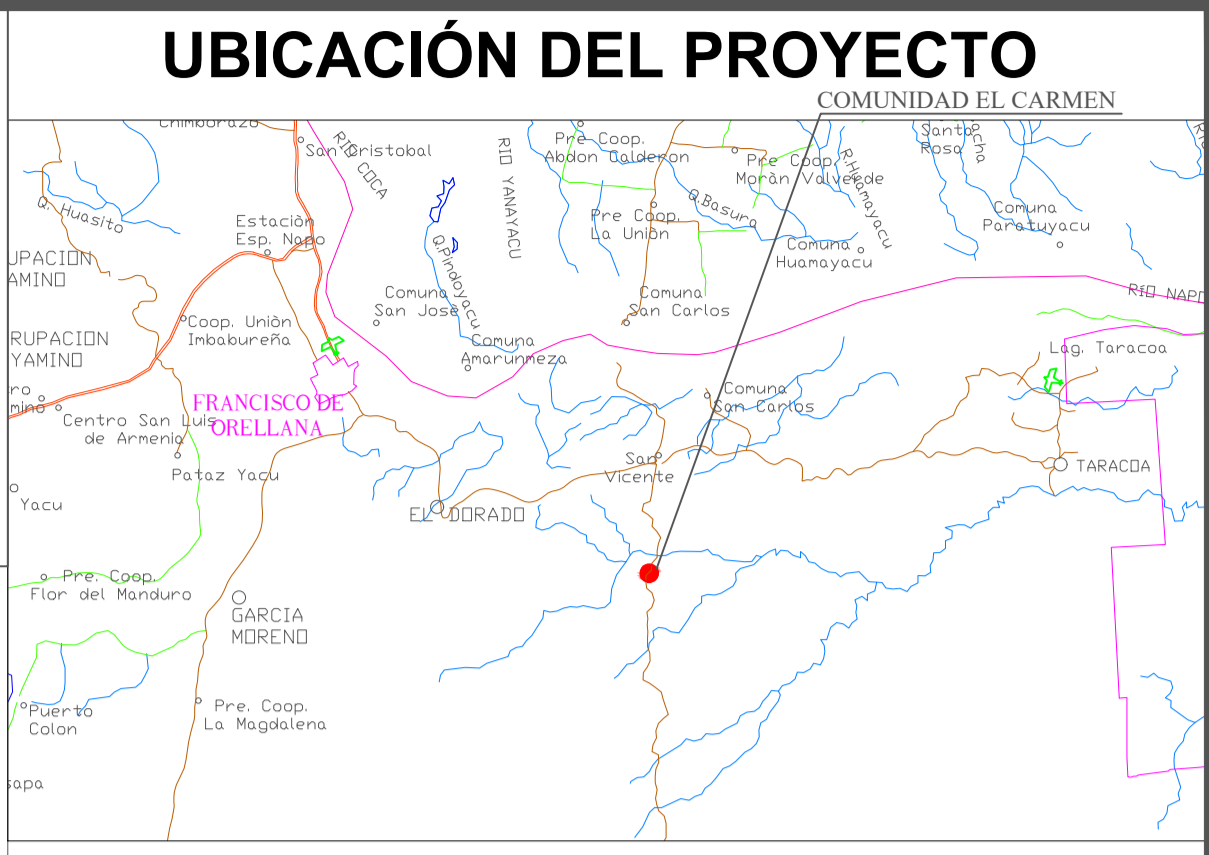 UBICACIÓN DEL PROYECTO
COMUNIDAD EL CARMEN
Chimborazo
San Cristobal
RIO COCA
RIO YANAYACU
Pre Coop.
Abdon Calderon
Pre Coop.
Moràn Valverde
R.Huamayacu
Santa
Rosa
Q. Huasito
Estaciòn
Esp. Napo
Q.Pindoyacu
Pre Coop.
La Uniòn
Q.Basura
Comuna
Huamayacu
Comuna
Paratuyacu
UPACION
AMINO
Comuna
San Josè
Comuna
San Carlos
RIO NAPO
Coop. Uniòn
Imbabureña
RUPACION
YAMINO
Comuna
Amarunmeza
Lag. Taracoa
FRANCISCO DE
ORELLANA
Comuna
San Carlos
Centro San Luis
de Armenia
Pataz Yacu
San
Vicente
TARACOA
Yacu
EL DORADO
Pre. Coop.
Flor del Manduro
GARCIA
MORENO
Puerto
Colon
Pre. Coop.
La Magdalena
sapa